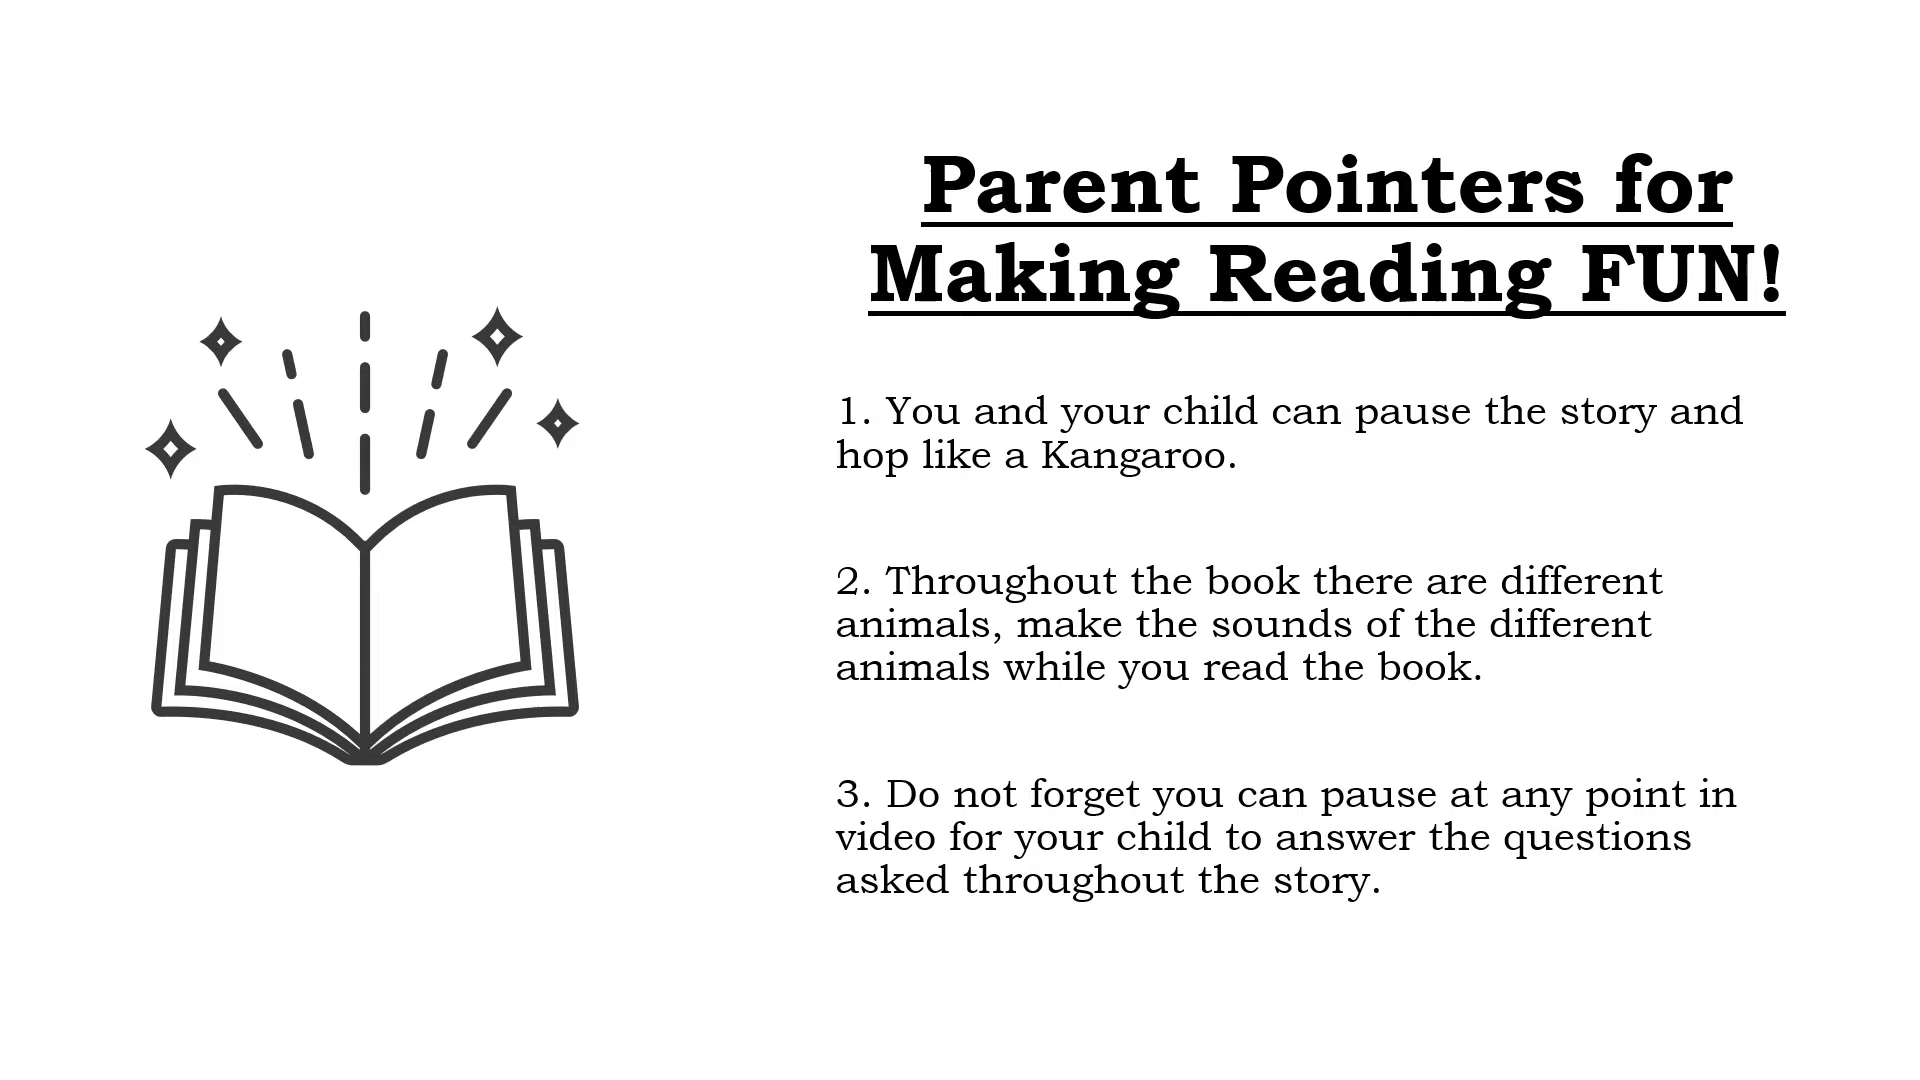 Parent Pointers for
Making Reading FUN!
1. You and your child can pause the story and
hop like a Kangaroo.
2. Throughout the book there are different
animals, make the sounds of the different
animals while you read the book.
3. Do not forget you can pause at any point in
video for your child to answer the questions
asked throughout the story.